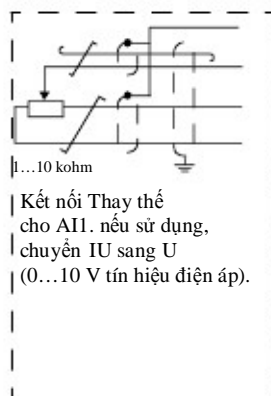 1…10 kohm
Kết nối Thay thế
cho AI1. nếu sử dụng,
chuyển IU sang U
(0…10 V tín hiệu điện áp).